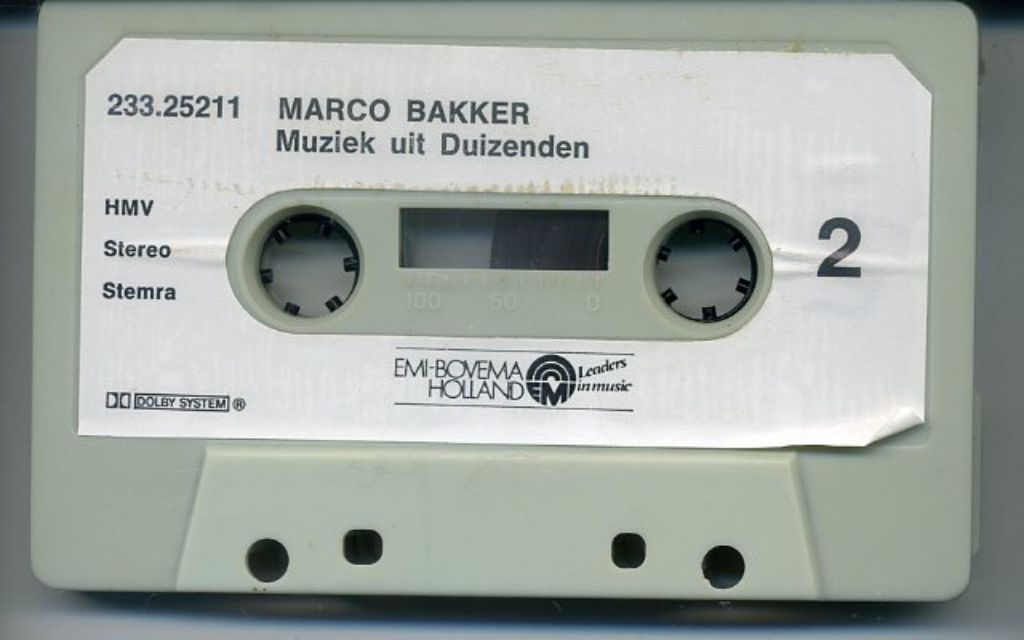 233.25211 MARCO BAKKER
Muziek uit Duizenden
HMV
Stereo
Stemra
2
100 50 0
EMI-BOVEMA
HOLLAND
EMI
Leaders
in music
DOLBY SYSTEM ®